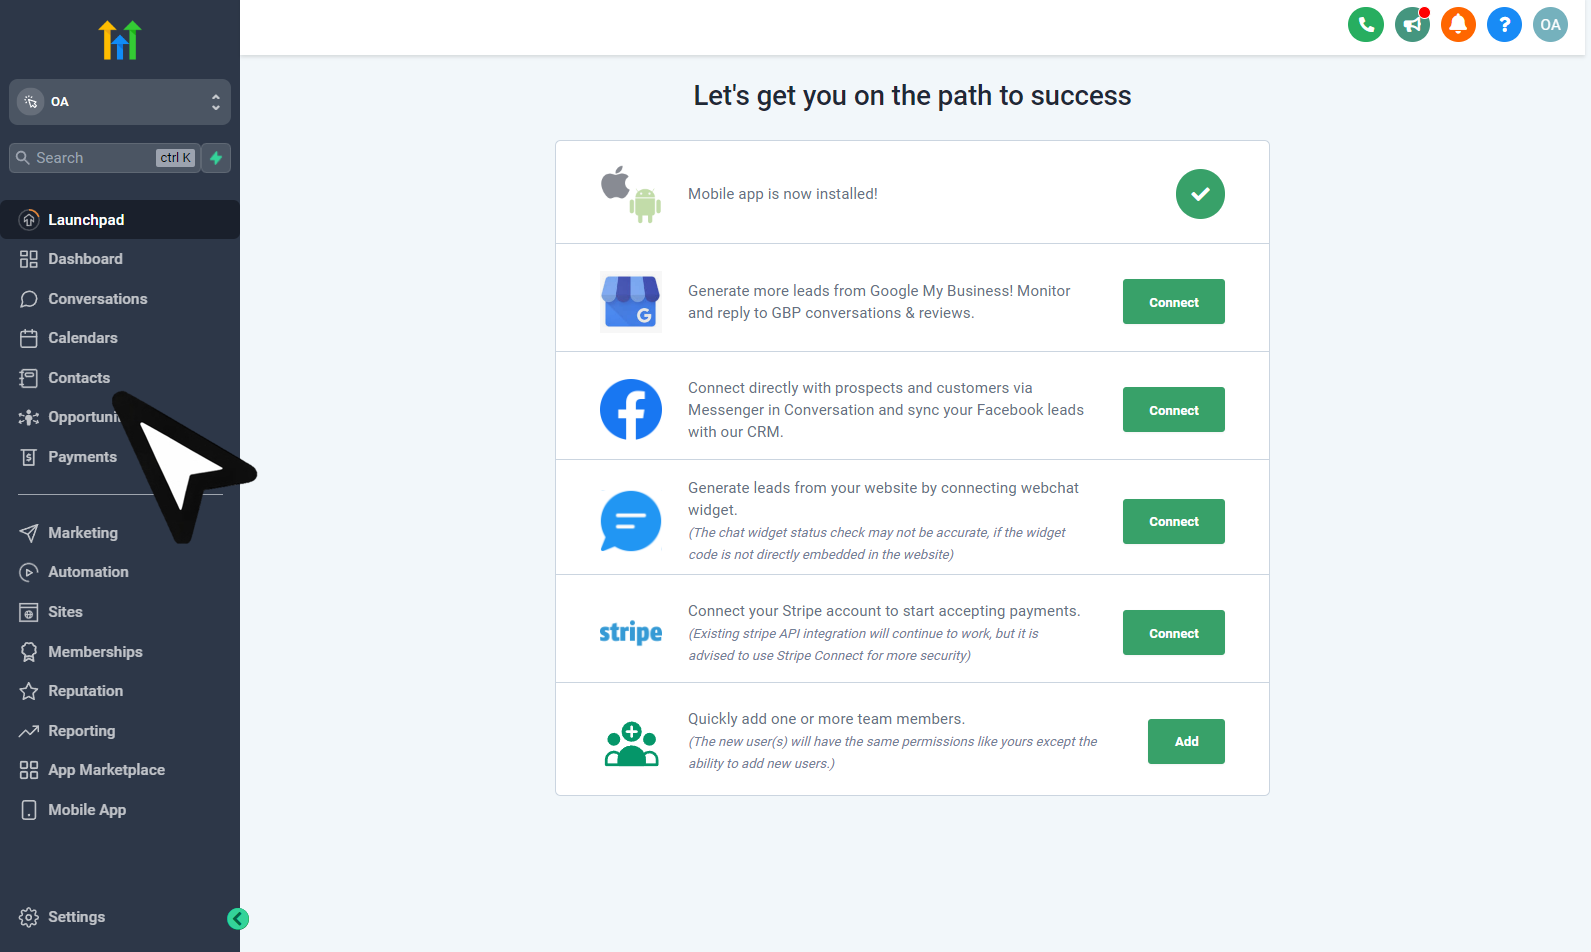 OA
OA
Search
ctrl K
Launchpad
Dashboard
Conversations
Calendars
Contacts
Payments
Marketing
Automation
Sites
Memberships
Reputation
Reporting
App Marketplace
Mobile App
Settings
Let's get you on the path to success
Mobile app is now installed!
Generate more leads from Google My Business! Monitor
and reply to GBP conversations & reviews.
Connect
Connect directly with prospects and customers via
Messenger in Conversation and sync your Facebook leads
with our CRM.
Connect
Generate leads from your website by connecting webchat
widget.
(The chat widget status check may not be accurate, if the widget
code is not directly embedded in the website)
Connect
stripe
Connect your Stripe account to start accepting payments.
(Existing stripe API integration will continue to work, but it is
advised to use Stripe Connect for more security)
Connect
Quickly add one or more team members.
(The new user(s) will have the same permissions like yours except the
ability to add new users.)
Add